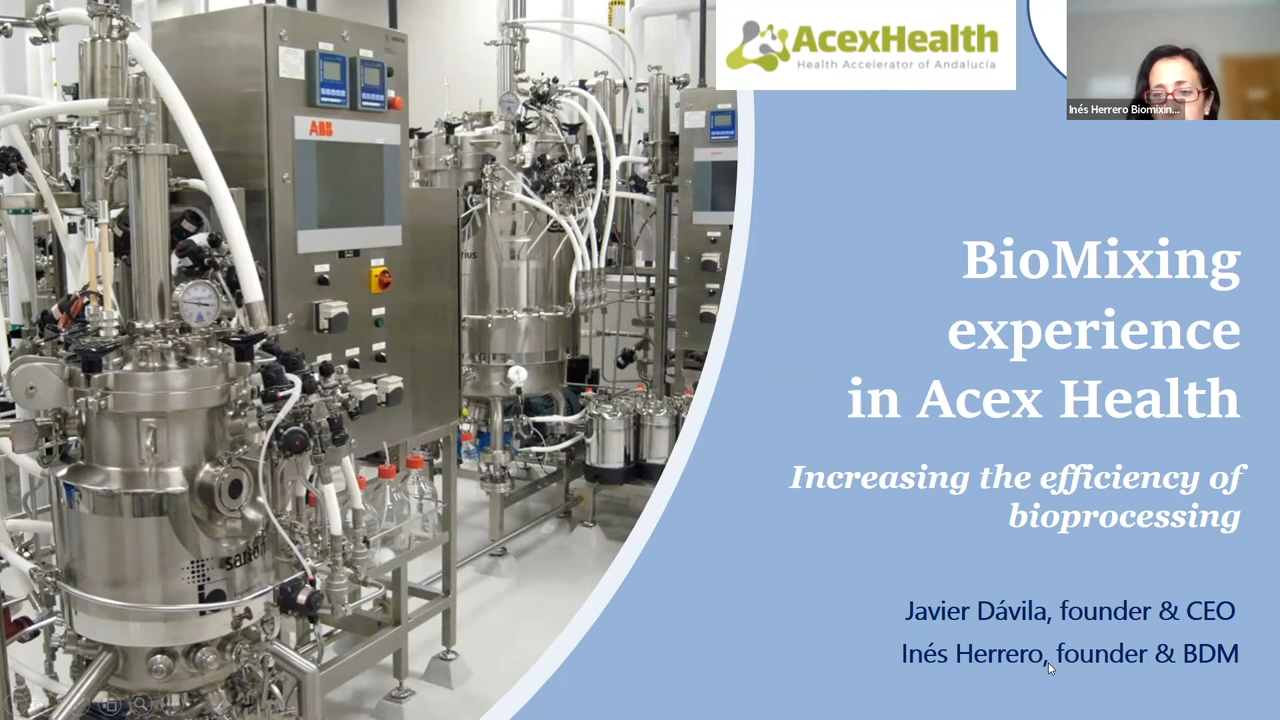 AcexHealth
Health Accelerator of Andalucía
Inés Herrero Biomixin...
ABB
BioMixing
experience
in Acex Health
Increasing the efficiency of
bioprocessing
Javier Dávila, founder & CEO
Inés Herrero, founder & BDM